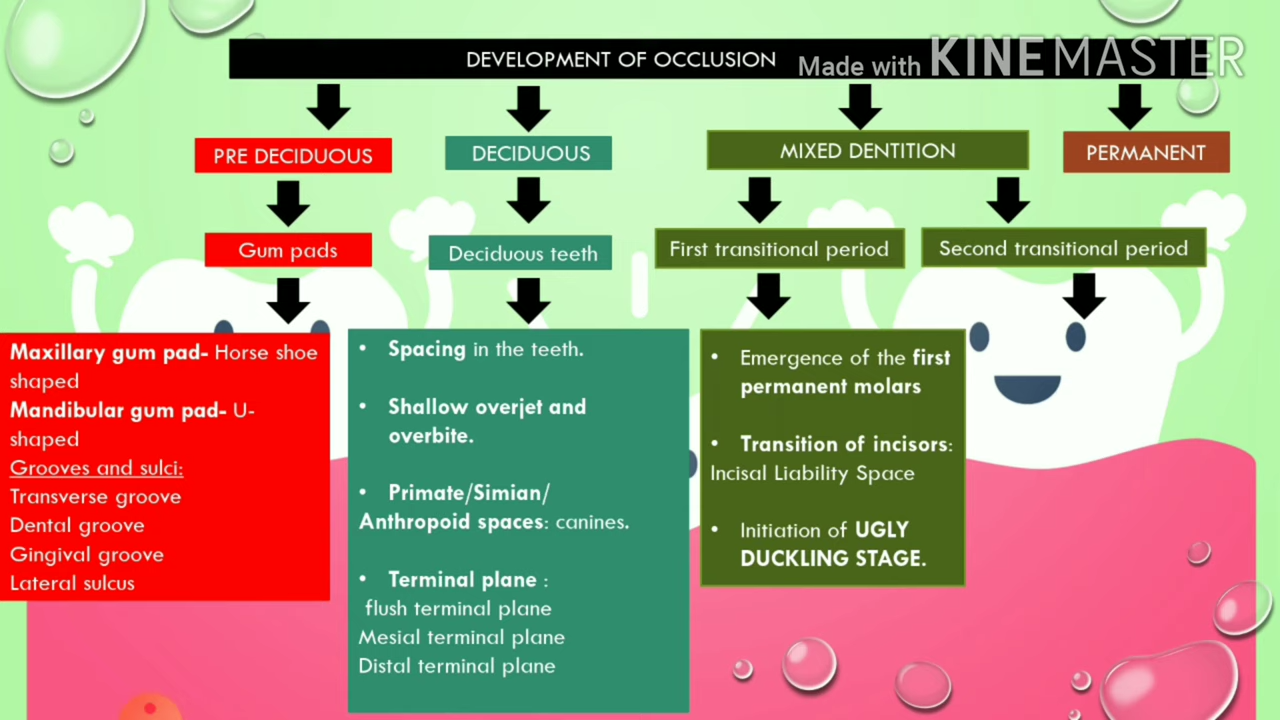 DEVELOPMENT OF OCCLUSION
Made with KINEMASTER
PRE DECIDUOUS
DECIDUOUS
MIXED DENTITION
PERMANENT
Gum pads
Deciduous teeth
First transitional period
Second transitional period
Maxillary gum pad- Horse shoe
shaped
Mandibular gum pad- U-
shaped
Grooves and sulci:
Transverse groove
Dental groove
Gingival groove
Lateral sulcus
• Spacing in the teeth.
• Shallow overjet and
overbite.
• Primate/Simian/
Anthropoid spaces: canines.
• Terminal plane :
flush terminal plane
Mesial terminal plane
Distal terminal plane
• Emergence of the first
permanent molars
• Transition of incisors:
Incisal Liability Space
• Initiation of UGLY
DUCKLING STAGE.